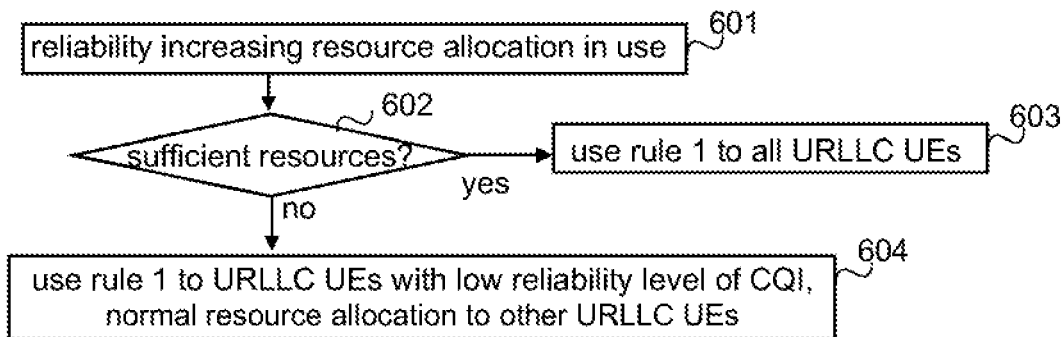 601
reliability increasing resource allocation in use
602
sufficient resources?
603
use rule 1 to all URLLC UEs
yes
no
604
use rule 1 to URLLC UEs with low reliability level of CQI,
normal resource allocation to other URLLC UEs